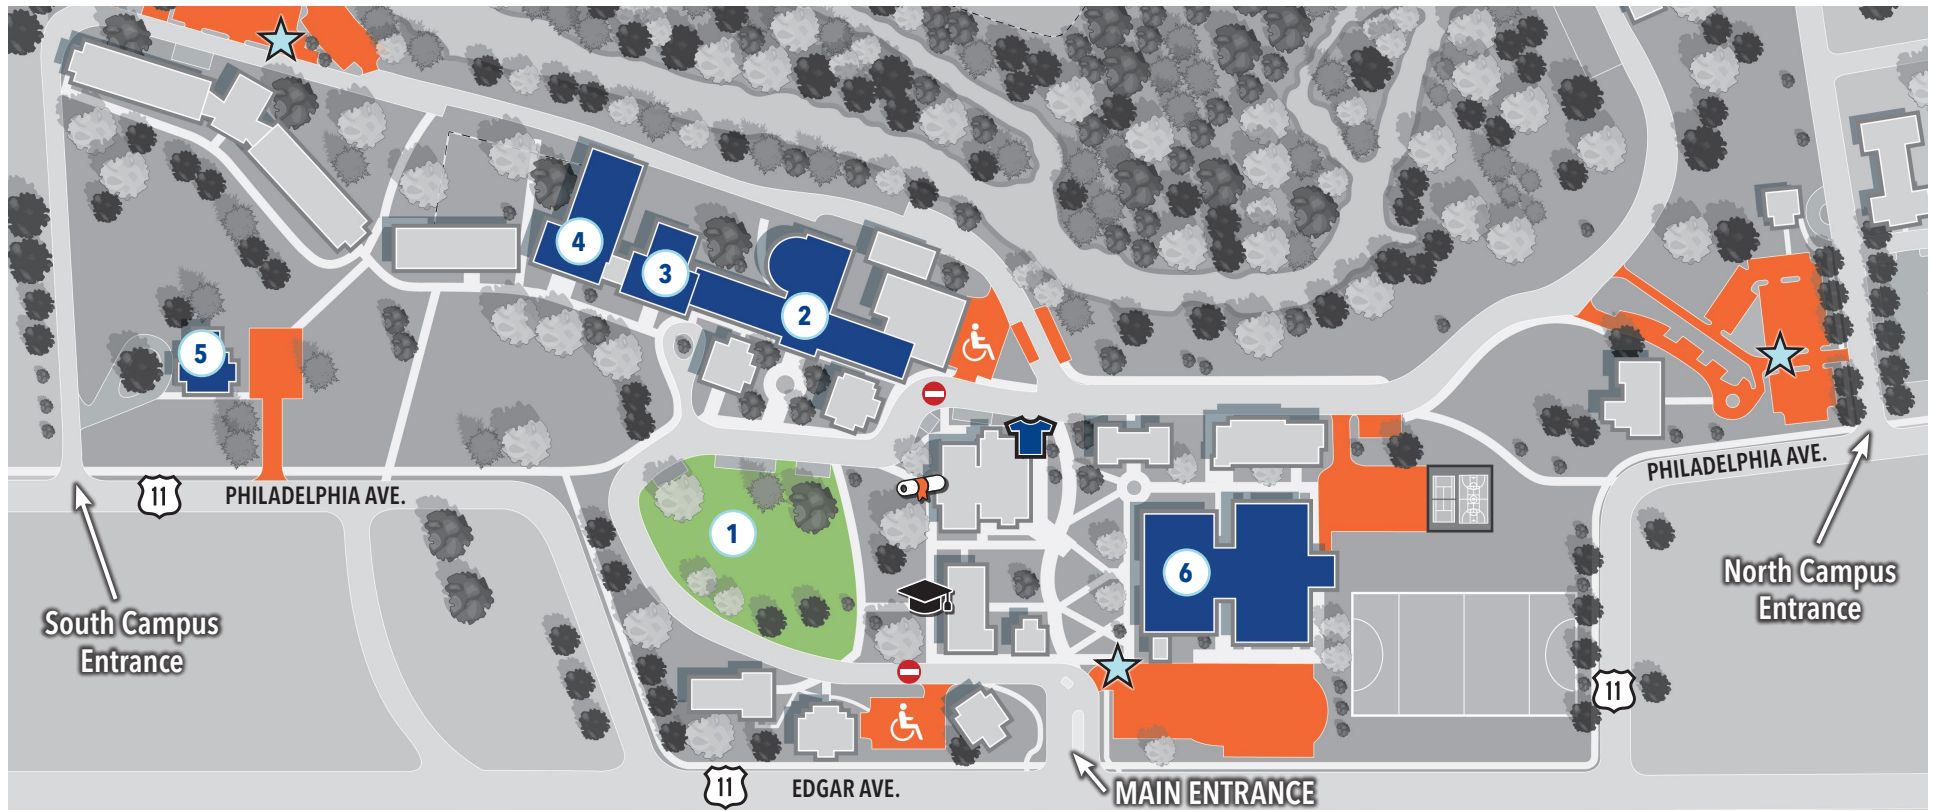 4
3
2
5
11
PHILADELPHIA AVE.
PHILADELPHIA AVE.
1
6
South Campus
Entrance
North Campus
Entrance
11
11
EDGAR AVE.
MAIN ENTRANCE